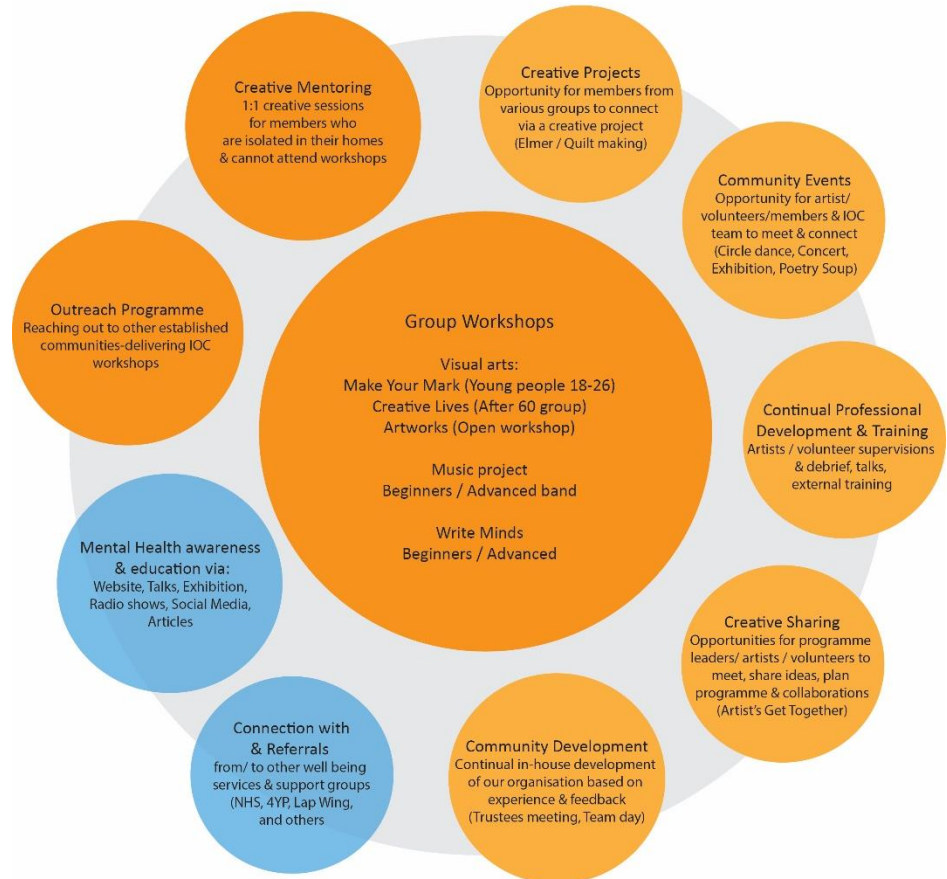 Creative Mentoring
1:1 creative sessions
for members who
are isolated in their homes
& cannot attend workshops
Creative Projects
Opportunity for members from
various groups to connect
via a creative project
(Elmer / Quilt making)
Community Events
Opportunity for artist/
volunteers/members & IOC
team to meet & connect
(Circle dance, Concert,
Exhibition, Poetry Soup)
Outreach Programme
Reaching out to other established
communities-delivering IOC
workshops
Group Workshops
Visual arts:
Make Your Mark (Young people 18-26)
Creative Lives (After 60 group)
Artworks (Open workshop)
Music project
Beginners / Advanced band
Write Minds
Beginners / Advanced
Continual Professional
Development & Training
Artists / volunteer supervisions
& debrief, talks,
external training
Mental Health awareness
& education via:
Website, Talks, Exhibition,
Radio shows, Social Media,
Articles
Creative Sharing
Opportunities for programme
leaders/ artists / volunteers to
meet, share ideas, plan
programme & collaborations
(Artist's Get Together)
Connection with
& Referrals
from/ to other well being
services & support groups
(NHS, 4YP, Lap Wing,
and others
Community Development
Continual in-house development
of our organisation based on
experience & feedback
(Trustees meeting, Team day)